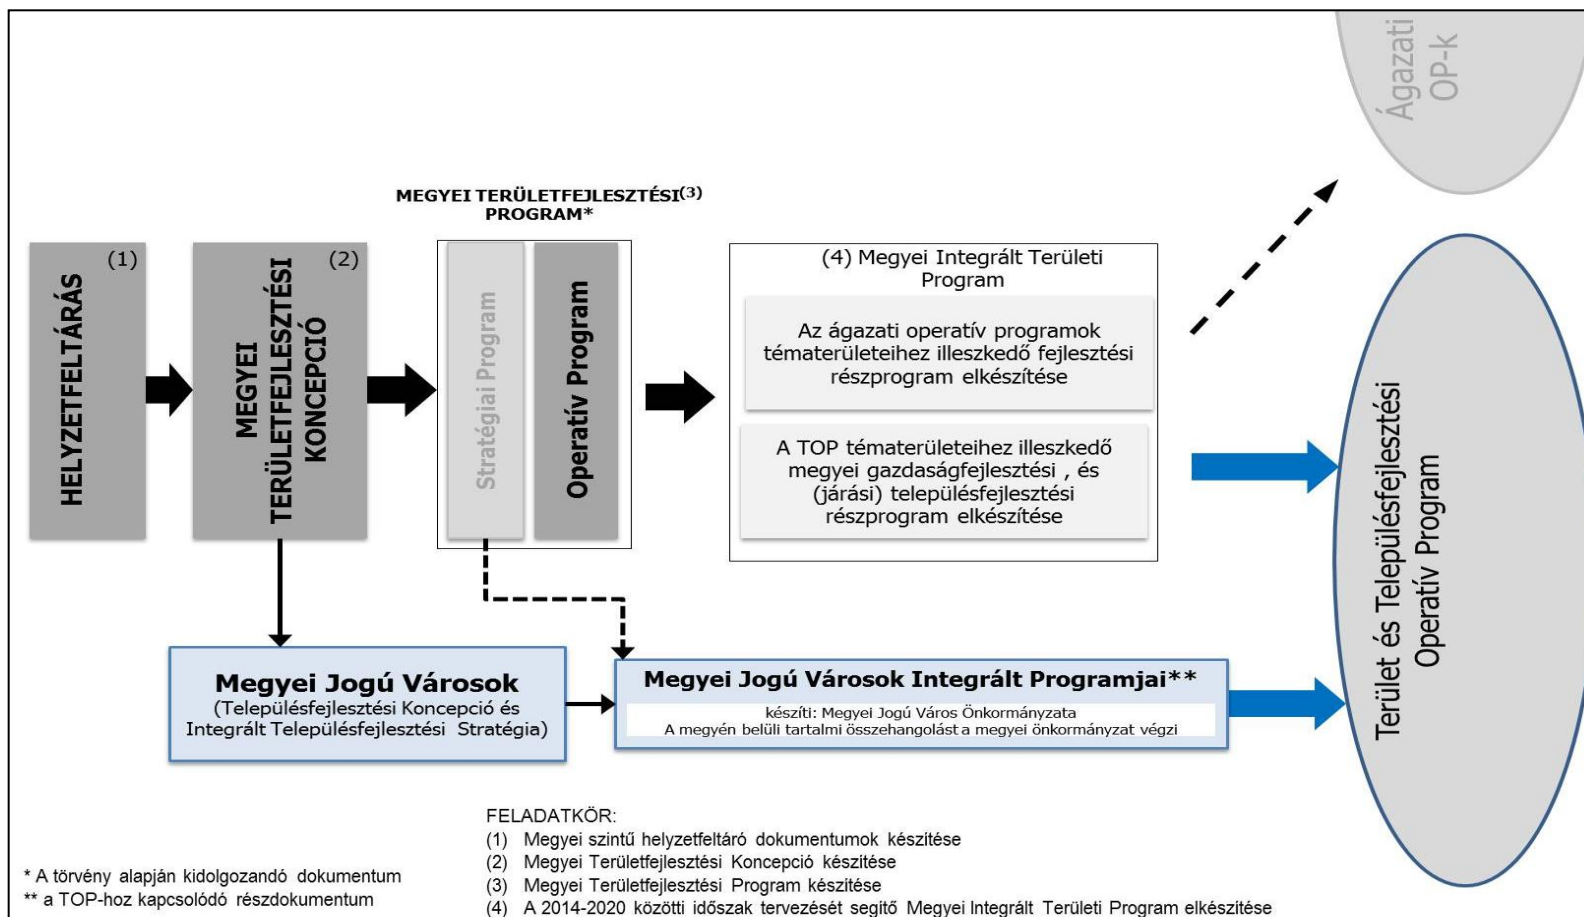 Ágazati
OP-k
MEGYEI TERÜLETFEJLESZTÉSI(3)
PROGRAM*
(1)
HELYZETFELTÁRÁS
(2)
MEGYEI
TERÜLETFEJLESZTÉSI
KONCEPCIÓ
Stratégiai Program
Operatív Program
(4) Megyei Integrált Területi
Program
Az ágazati operatív programok
tématerületeihez illeszkedő fejlesztési
részprogram elkészítése
A TOP tématerületeihez illeszkedő
megyei gazdaságfejlesztési , és
(járási) településfejlesztési
részprogram elkészítése
Terület és Településfejlesztési
Operatív Program
Megyei Jogú Városok
(Településfejlesztési Koncepció és
Integrált Településfejlesztési Stratégia)
Megyei Jogú Városok Integrált Programjai**
készíti: Megyei Jogú Város Önkormányzata
A megyén belüli tartalmi összehangolást a megyei önkormányzat végzi
FELADATKÖR:
(1) Megyei szintű helyzetfeltáró dokumentumok készítése
(2) Megyei Területfejlesztési Koncepció készítése
(3) Megyei Területfejlesztési Program készítése
(4) A 2014-2020 közötti időszak tervezését segítő Megyei Integrált Területi Program elkészítése
* A törvény alapján kidolgozandó dokumentum
** a TOP-hoz kapcsolódó részdokumentum